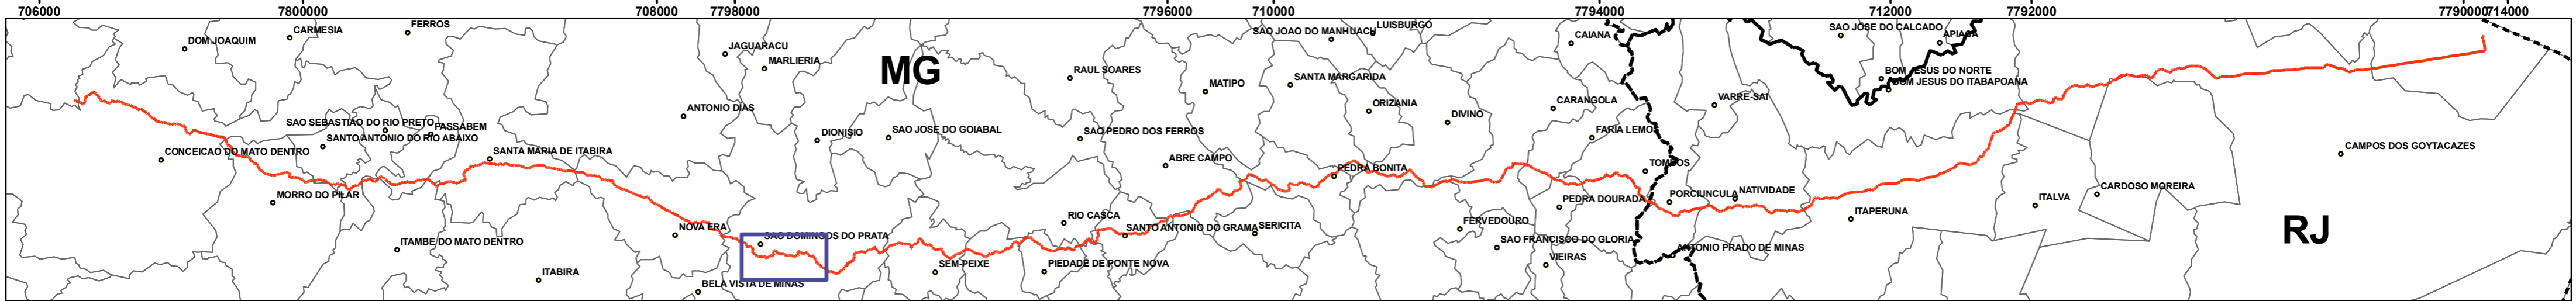 706000 7800000 708000 7798000 7796000 710000 7794000 712000 7792000 7790000 714000
FERROS
CARMESIA
DOM JOAQUIM
JAGUARACU
MARLIERIA
MG
RAUL SOARES
MATIPO
SAO JOAO DO MANHUACU
LUISBURGO
SANTA MARGARIDA
ORIZANIA
DIVINO
CAIANA
CARANGOLA
FARIA LEMOS
VARRE-SAI
SAO JOSE DO CALCADO
APIACA
BOM JESUS DO NORTE
BOM JESUS DO ITABAPOANA
ANTONIO DIAS
DIONISIO
SAO JOSE DO GOIABAL
SAO PEDRO DOS FERROS
ABRE CAMPO
SAO SEBASTIAO DO RIO PRETO
PASSABEM
SANTO ANTONIO DO RIO ABAIXO
CONCEICAO DO MATO DENTRO
SANTA MARIA DE ITABIRA
MORRO DO PILAR
PEDRA BONITA
TOMBOS
PORCIUNCULA
NATIVIDADE
PEDRA DOURADA
ITAPERUNA
ITALVA
CARDOSO MOREIRA
CAMPOS DOS GOYTACAZES
RJ
NOVA ERA
SAO DOMINGOS DO PRATA
RIO CASCA
SANTO ANTONIO DO GRAMA
SERICITA
FERVEDOURO
SAO FRANCISCO DO GLORIA
ANTONIO PRADO DE MINAS
ITAMBE DO MATO DENTRO
ITABIRA
BELA VISTA DE MINAS
SEM-PEIXE
PIEDADE DE PONTE NOVA
VIEIRAS